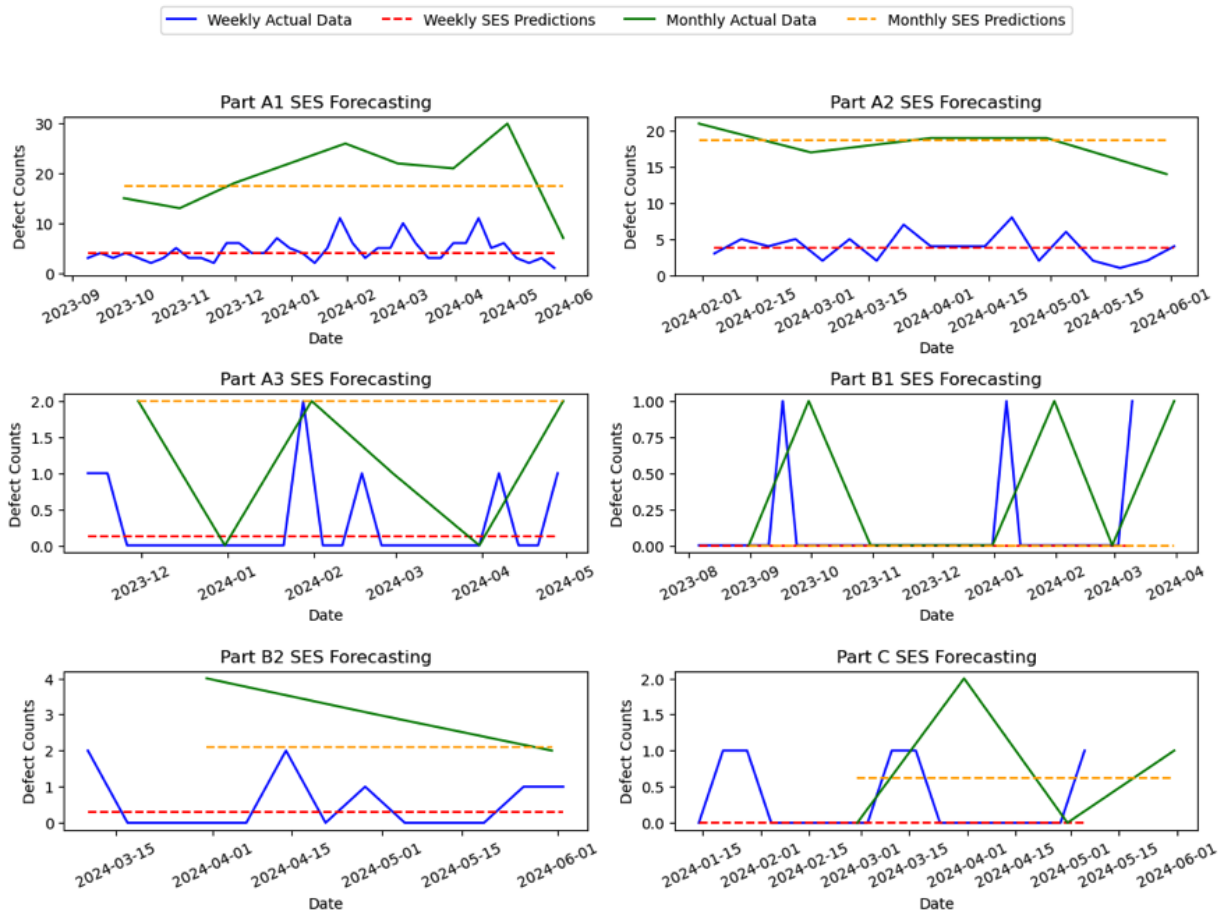 Weekly Actual Data Weekly SES Predictions Monthly Actual Data Monthly SES Predictions
Part A1 SES Forecasting
Defect Counts
30
20
10
0
2023-09 2023-10 2023-11 2023-12 2024-01 2024-02 2024-03 2024-04 2024-05 2024-06
Date
Part A2 SES Forecasting
Defect Counts
20
15
10
5
0
2024-02-01 2024-02-15 2024-03-01 2024-03-15 2024-04-01 2024-04-15 2024-05-01 2024-05-15 2024-06-01
Date
Part A3 SES Forecasting
Defect Counts
2.0
1.5
1.0
0.5
0.0
2023-12 2024-01 2024-02 2024-03 2024-04 2024-05
Date
Part B1 SES Forecasting
Defect Counts
1.00
0.75
0.50
0.25
0.00
2023-08 2023-09 2023-10 2023-11 2023-12 2024-01 2024-02 2024-03 2024-04
Date
Part B2 SES Forecasting
Defect Counts
4
3
2
1
0
2024-03-15 2024-04-01 2024-04-15 2024-05-01 2024-05-15 2024-06-01
Date
Part C SES Forecasting
Defect Counts
2.0
1.5
1.0
0.5
0.0
2024-01-15 2024-02-01 2024-02-15 2024-03-01 2024-03-15 2024-04-01 2024-04-15 2024-05-01 2024-05-15 2024-06-01
Date